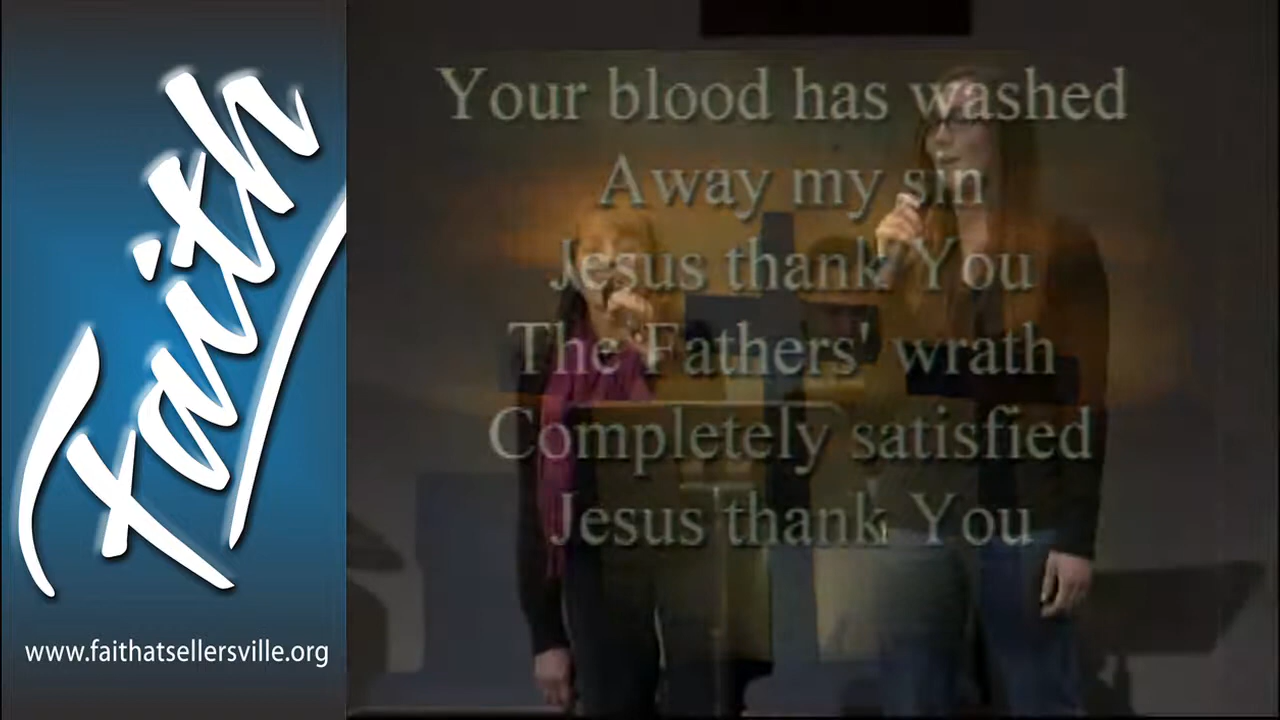 Faith
www.faithatsellersville.org
Your blood has washed
Away my sin
Jesus thank You
The Fathers' wrath
Completely satisfied
Jesus thank You